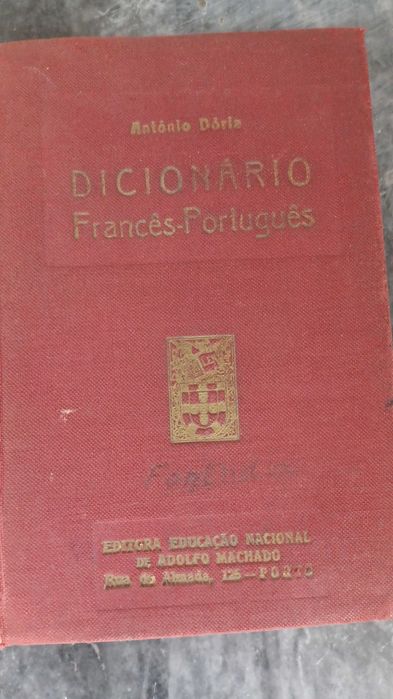 António Dória
DICIONÁRIO
Francês-Português
EDITORA EDUCAÇÃO NACIONAL
DE ADOLFO MACHADO
Rua do Almada, 125 — PORTO